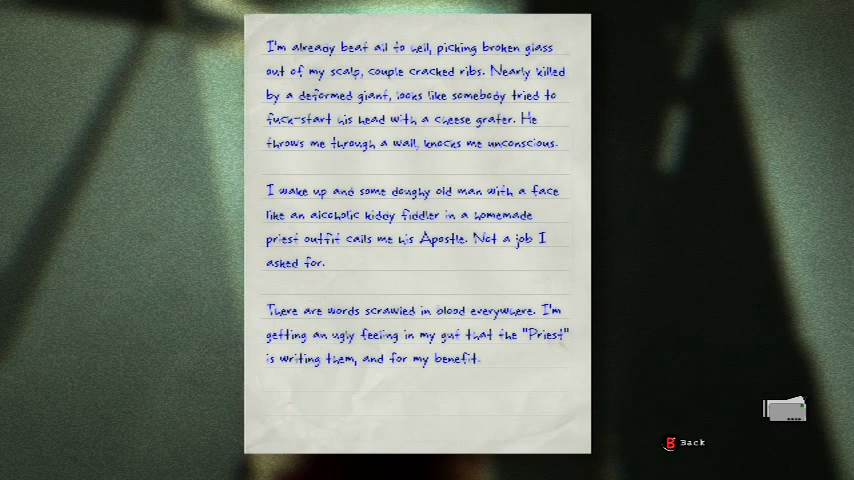 I'm already beat all to hell, picking broken glass
out of my scalp, couple cracked ribs. Nearly killed
by a deformed giant, looks like somebody tried to
fuck-start his head with a cheese grater. He
throws me through a wall, knocks me unconscious.
I wake up and some doughy old man with a face
like an alcoholic kiddy fiddler in a homemade
priest outfit calls me his Apostle. Not a job I
asked for.
There are words scrawled in blood everywhere. I'm
getting an ugly feeling in my gut that the "Priest"
is writing them, and for my benefit.
B Back